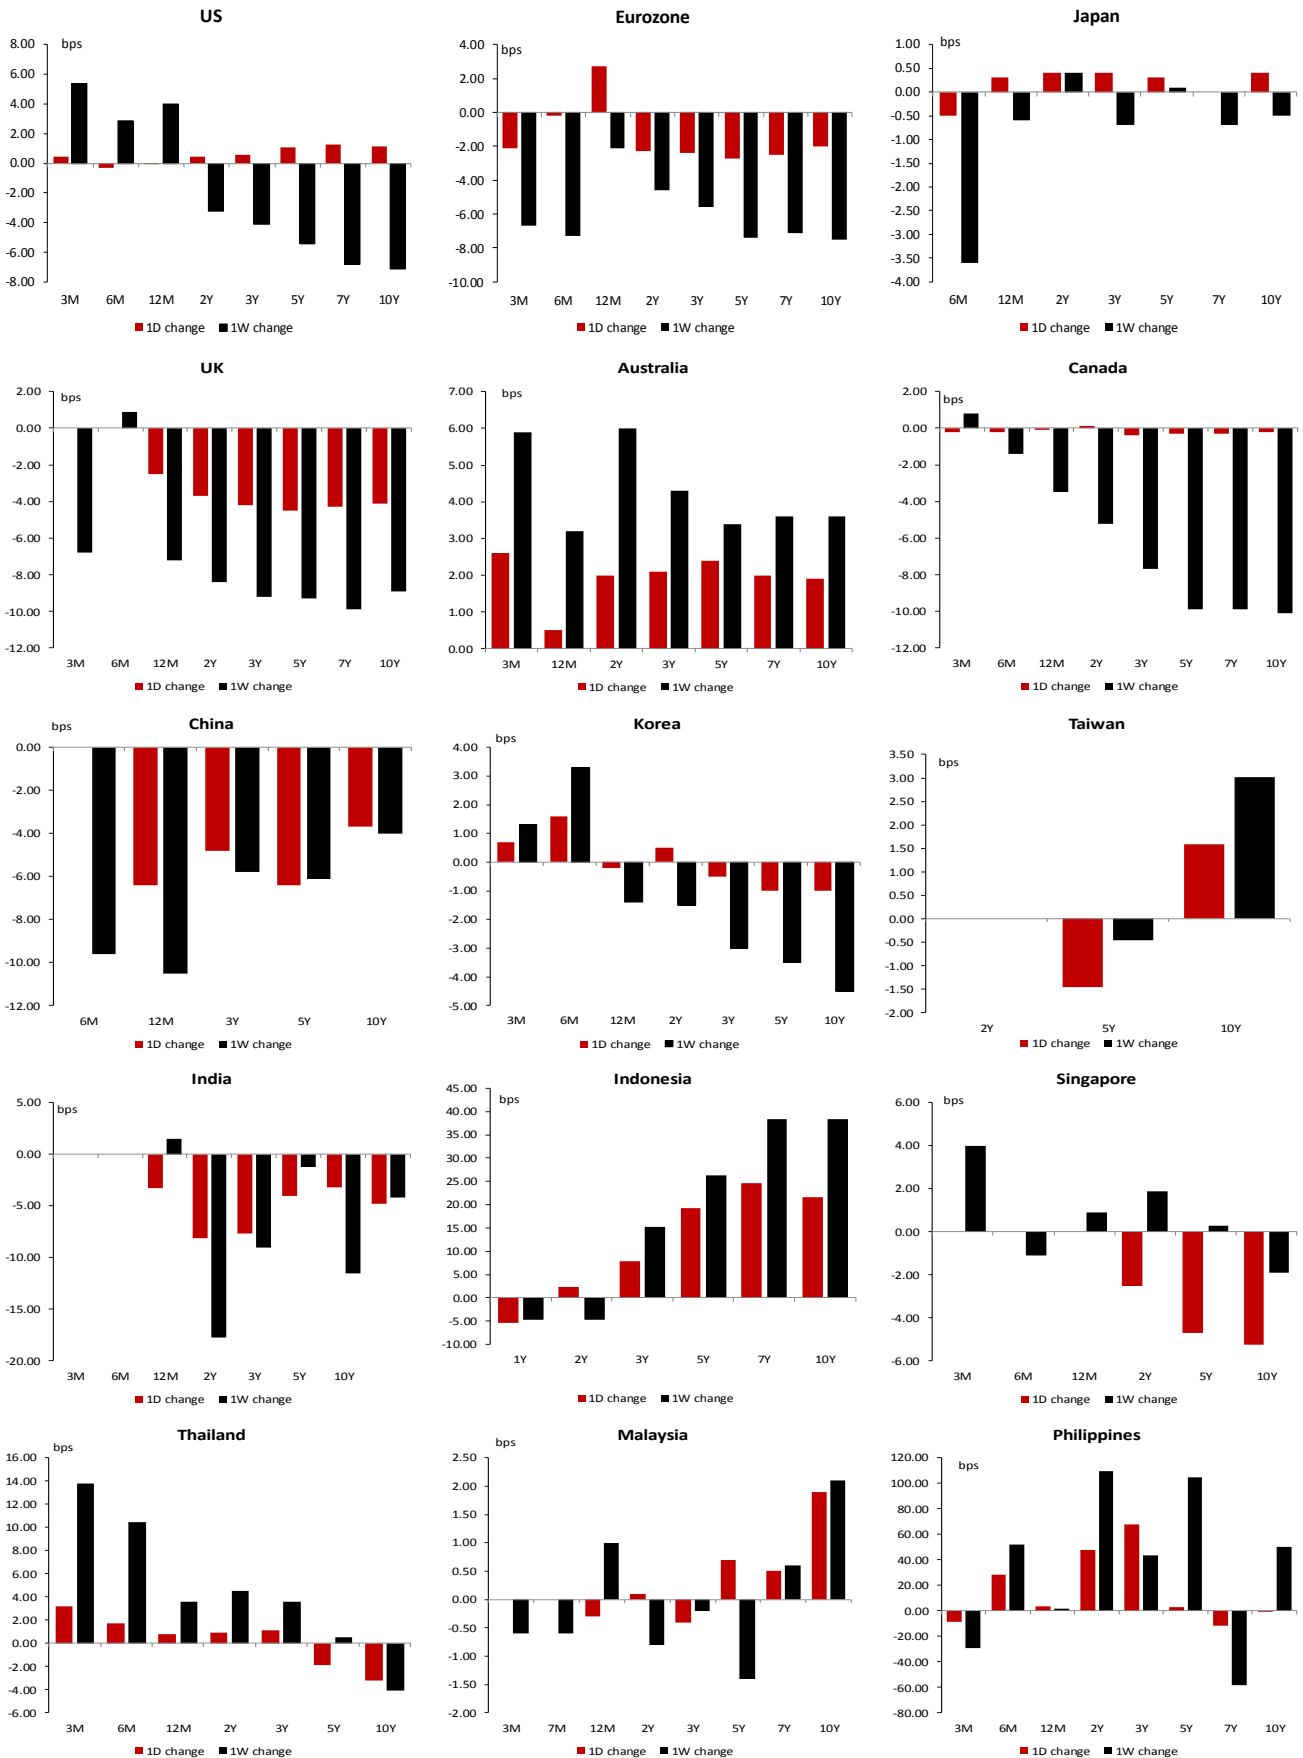 US
bps
8.00
6.00
4.00
2.00
0.00
-2.00
-4.00
-6.00
-8.00
3M 6M 12M 2Y 3Y 5Y 7Y 10Y
1D change 1W change
Eurozone
bps
4.00
2.00
0.00
-2.00
-4.00
-6.00
-8.00
-10.00
3M 6M 12M 2Y 3Y 5Y 7Y 10Y
1D change 1W change
Japan
bps
1.00
0.50
0.00
-0.50
-1.00
-1.50
-2.00
-2.50
-3.00
-3.50
-4.00
6M 12M 2Y 3Y 5Y 7Y 10Y
1D change 1W change
UK
bps
2.00
0.00
-2.00
-4.00
-6.00
-8.00
-10.00
-12.00
3M 6M 12M 2Y 3Y 5Y 7Y 10Y
1D change 1W change
Australia
bps
7.00
6.00
5.00
4.00
3.00
2.00
1.00
0.00
3M 12M 2Y 3Y 5Y 7Y 10Y
1D change 1W change
Canada
bps
2.00
0.00
-2.00
-4.00
-6.00
-8.00
-10.00
-12.00
3M 6M 12M 2Y 3Y 5Y 7Y 10Y
1D change 1W change
China
bps
0.00
-2.00
-4.00
-6.00
-8.00
-10.00
-12.00
6M 12M 3Y 5Y 10Y
1D change 1W change
Korea
bps
4.00
3.00
2.00
1.00
0.00
-1.00
-2.00
-3.00
-4.00
-5.00
3M 6M 12M 2Y 3Y 5Y 10Y
1D change 1W change
Taiwan
bps
3.50
3.00
2.50
2.00
1.50
1.00
0.50
0.00
-0.50
-1.00
-1.50
-2.00
2Y 5Y 10Y
1D change 1W change
India
bps
5.00
0.00
-5.00
-10.00
-15.00
-20.00
3M 6M 12M 2Y 3Y 5Y 10Y
1D change 1W change
Indonesia
bps
45.00
40.00
35.00
30.00
25.00
20.00
15.00
10.00
5.00
0.00
-5.00
-10.00
1Y 2Y 3Y 5Y 7Y 10Y
1D change 1W change
Singapore
bps
6.00
4.00
2.00
0.00
-2.00
-4.00
-6.00
3M 6M 12M 2Y 5Y 10Y
1D change 1W change
Thailand
bps
16.00
14.00
12.00
10.00
8.00
6.00
4.00
2.00
0.00
-2.00
-4.00
-6.00
3M 6M 12M 2Y 3Y 5Y 10Y
1D change 1W change
Malaysia
bps
2.50
2.00
1.50
1.00
0.50
0.00
-0.50
-1.00
-1.50
-2.00
3M 7M 12M 2Y 3Y 5Y 7Y 10Y
1D change 1W change
Philippines
bps
120.00
100.00
80.00
60.00
40.00
20.00
0.00
-20.00
-40.00
-60.00
-80.00
3M 6M 12M 2Y 3Y 5Y 7Y 10Y
1D change 1W change